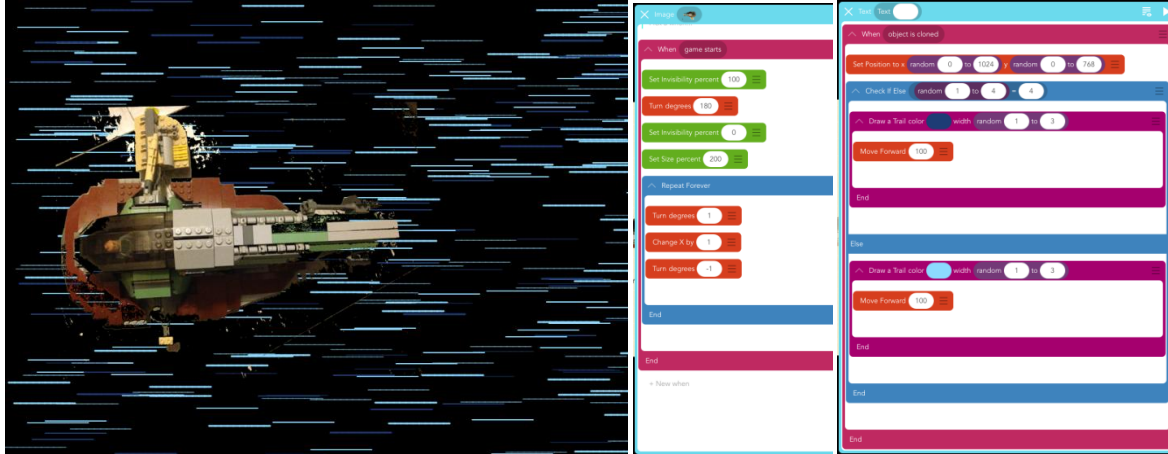 Image
When game starts
Set Invisibility percent 100
Turn degrees 180
Set Invisibility percent 0
Set Size percent 200
Repeat Forever
Turn degrees 1
Change X by 1
Turn degrees -1
End
End
+ New when
Text Text
When object is cloned
Set Position to x random 0 to 1024 y random 0 to 768
Check If Else random 1 to 4 = 4
Draw a Trail color width random 1 to 3
Move Forward 100
End
Else
Draw a Trail color width random 1 to 3
Move Forward 100
End
End
End